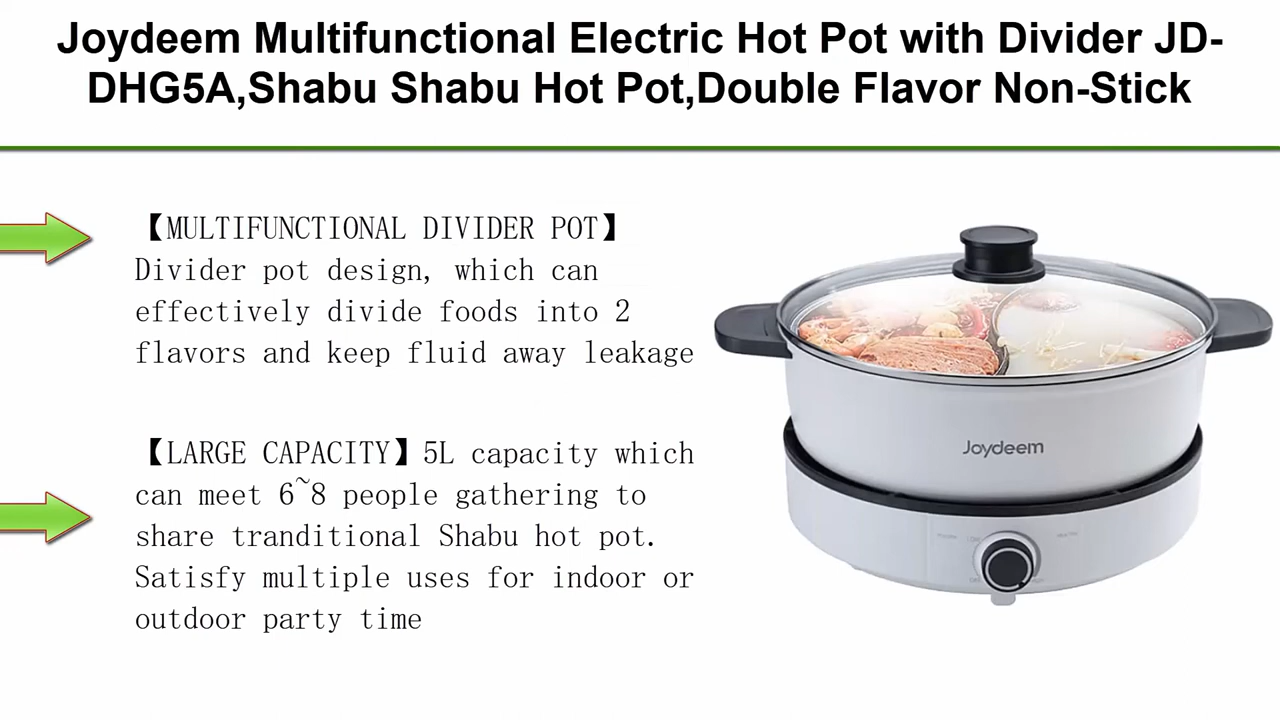 Joydeem Multifunctional Electric Hot Pot with Divider JD-
DHG5A,Shabu Shabu Hot Pot,Double Flavor Non-Stick
【MULTIFUNCTIONAL DIVIDER POT】
Divider pot design, which can
effectively divide foods into 2
flavors and keep fluid away leakage
【LARGE CAPACITY】5L capacity which
can meet 6~8 people gathering to
share tranditional Shabu hot pot.
Satisfy multiple uses for indoor or
outdoor party time
Joydeem